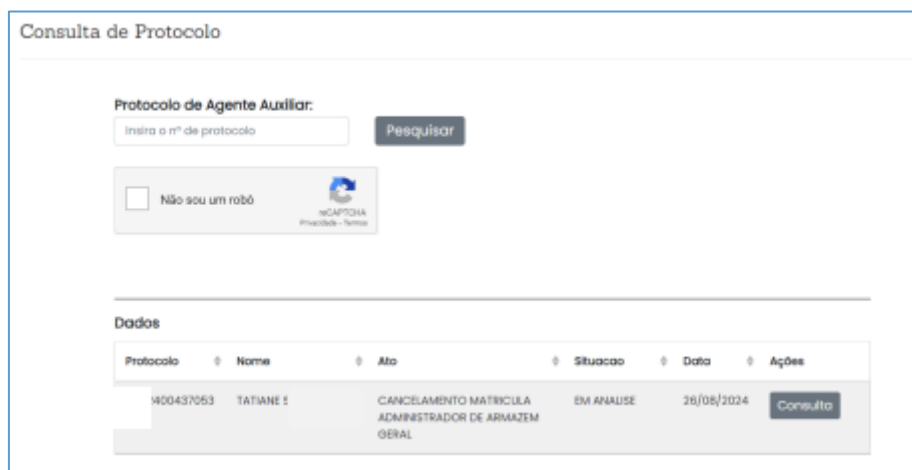 Consulta de Protocolo
Protocolo de Agente Auxiliar:
Insira o nº de protocolo
Pesquisar
Não sou um robô
reCAPTCHA
Privacidade - Termos
Dados
Protocolo Nome Ato Situacao Data Ações
400437053 TATIANE CANCELAMENTO MATRICULA EM ANALISE 26/08/2024 Consulta
ADMINISTRADOR DE ARMAZEM
GERAL